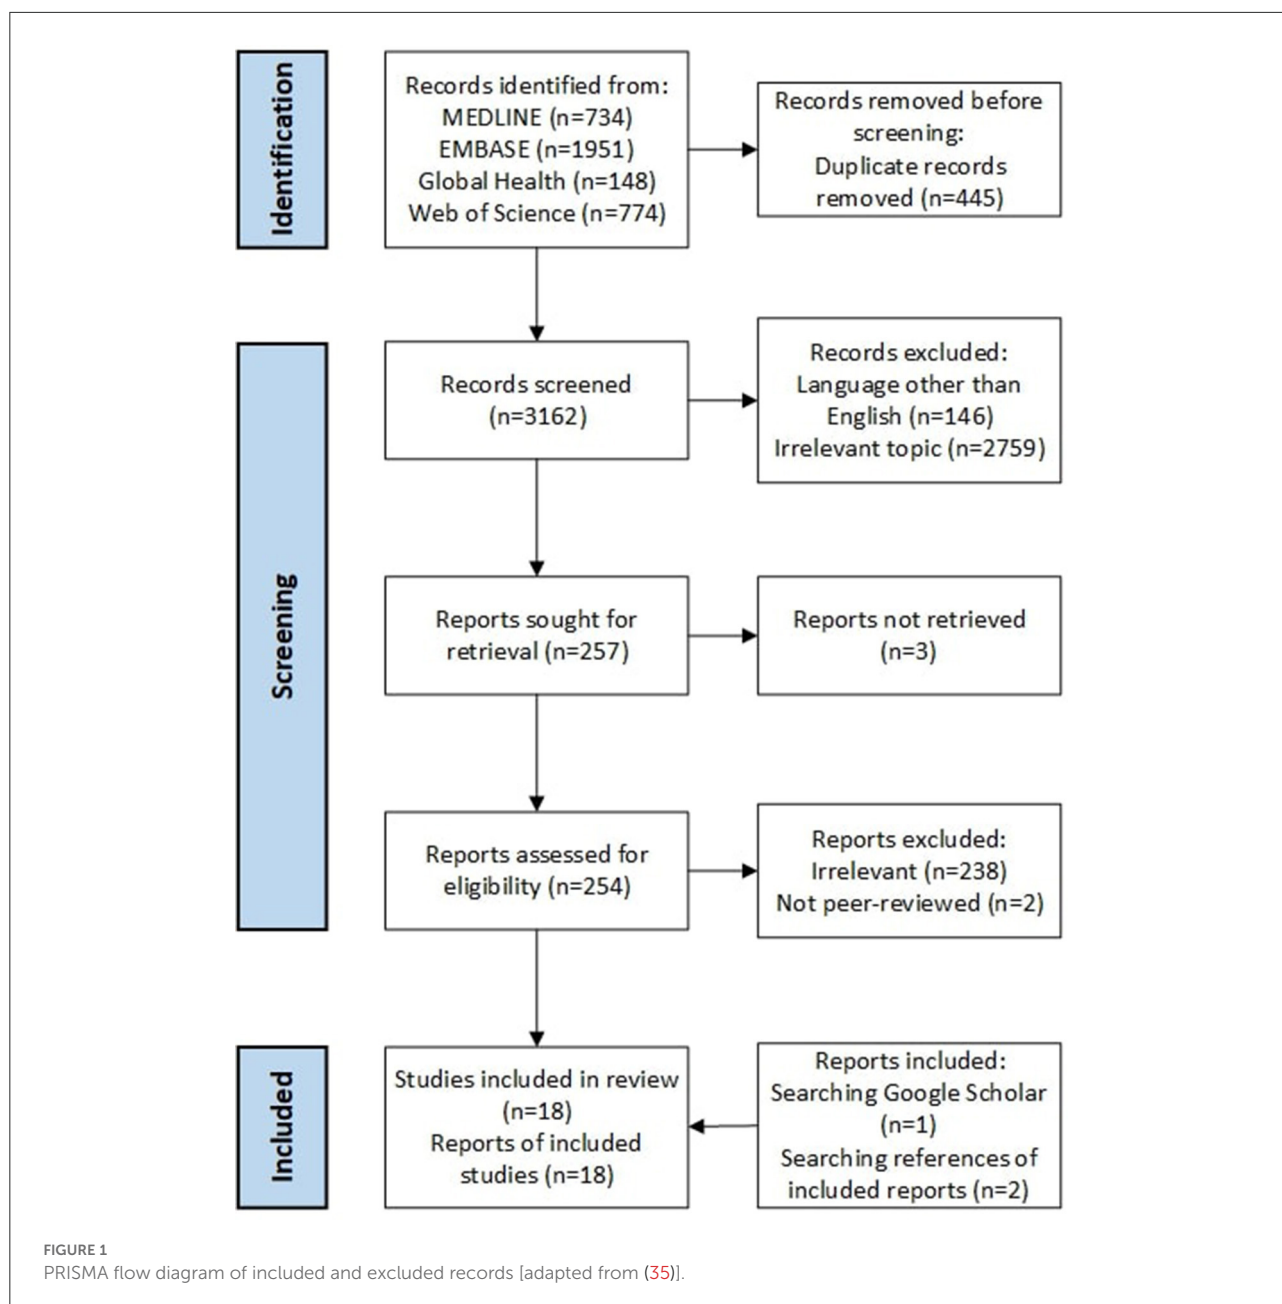 Identification
Records identified from:
MEDLINE (n=734)
EMBASE (n=1951)
Global Health (n=148)
Web of Science (n=774)
Records removed before
screening:
Duplicate records
removed (n=445)
Screening
Records screened
(n=3162)
Records excluded:
Language other than
English (n=146)
Irrelevant topic (n=2759)
Reports sought for
retrieval (n=257)
Reports not retrieved
(n=3)
Reports assessed for
eligibility (n=254)
Reports excluded:
Irrelevant (n=238)
Not peer-reviewed (n=2)
Included
Studies included in review
(n=18)
Reports of included
studies (n=18)
Reports included:
Searching Google Scholar
(n=1)
Searching references of
included reports (n=2)
FIGURE 1
PRISMA flow diagram of included and excluded records [adapted from (35)].